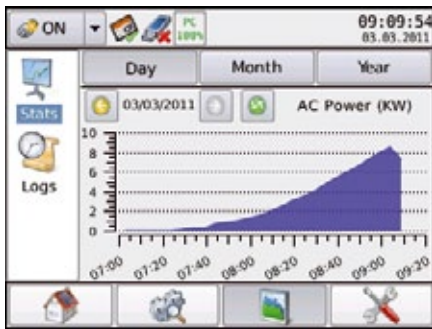 ON
PC
100%
09:09:54
03.03.2011
Stats
Logs
Day Month Year
03/03/2011 AC Power (KW)
10
8
6
4
2
0
07:00 07:20 07:40 08:00 08:20 08:40 09:00 09:20